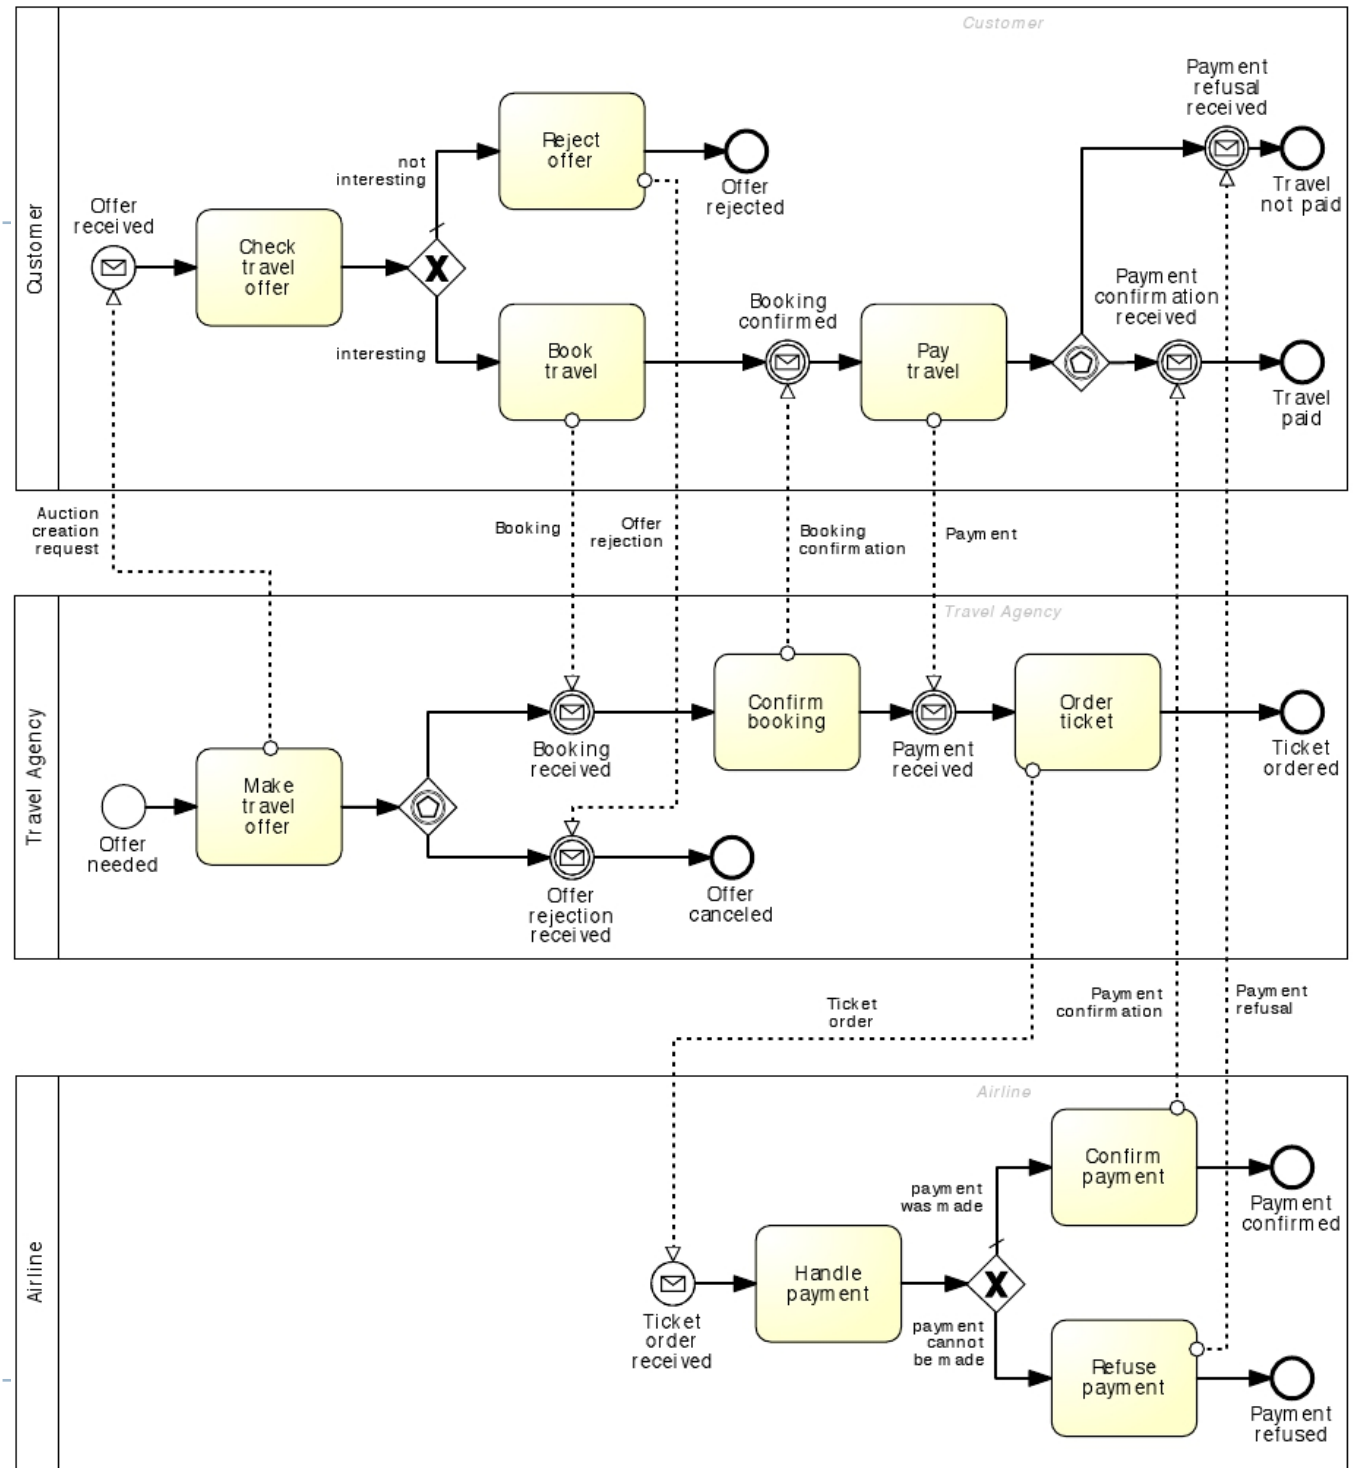 Customer
Customer
Payment
refusal
received
Reject
offer
not
interesting
Offer
rejected
Travel
not paid
Offer
received
Check
travel
offer
Payment
confirmation
received
Booking
confirmed
interesting
Book
travel
Pay
travel
Travel
paid
Auction
creation
request
Booking
Offer
rejection
Booking
confirmation
Payment
Travel Agency
Travel Agency
Confirm
booking
Order
ticket
Booking
received
Payment
received
Ticket
ordered
Make
travel
offer
Offer
needed
Offer
rejection
received
Offer
canceled
Ticket
order
Payment
confirmation
Payment
refusal
Airline
Airline
Confirm
payment
payment
was made
Payment
confirmed
Handle
payment
Ticket
order
received
payment
cannot
be made
Refuse
payment
Payment
refused